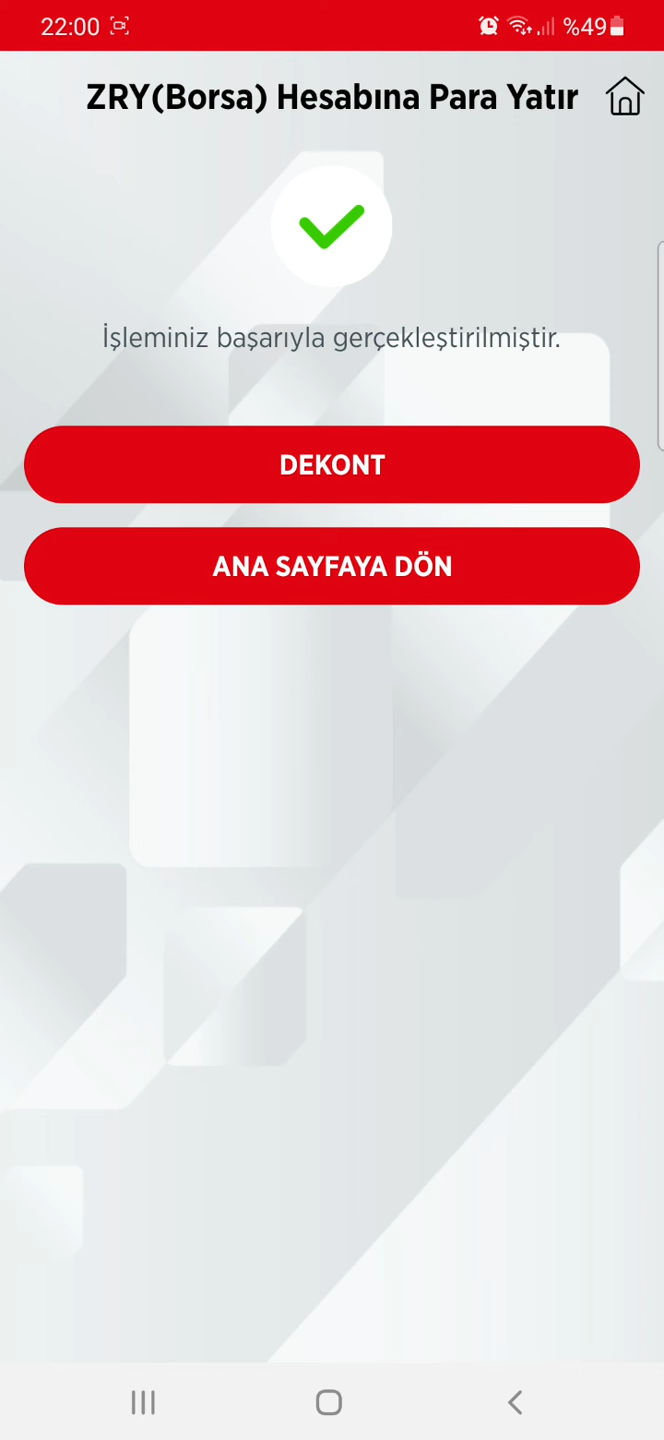 22:00
%49
ZRY(Borsa) Hesabına Para Yatır
İşleminiz başarıyla gerçekleştirilmiştir.
DEKONT
ANA SAYFAYA DÖN